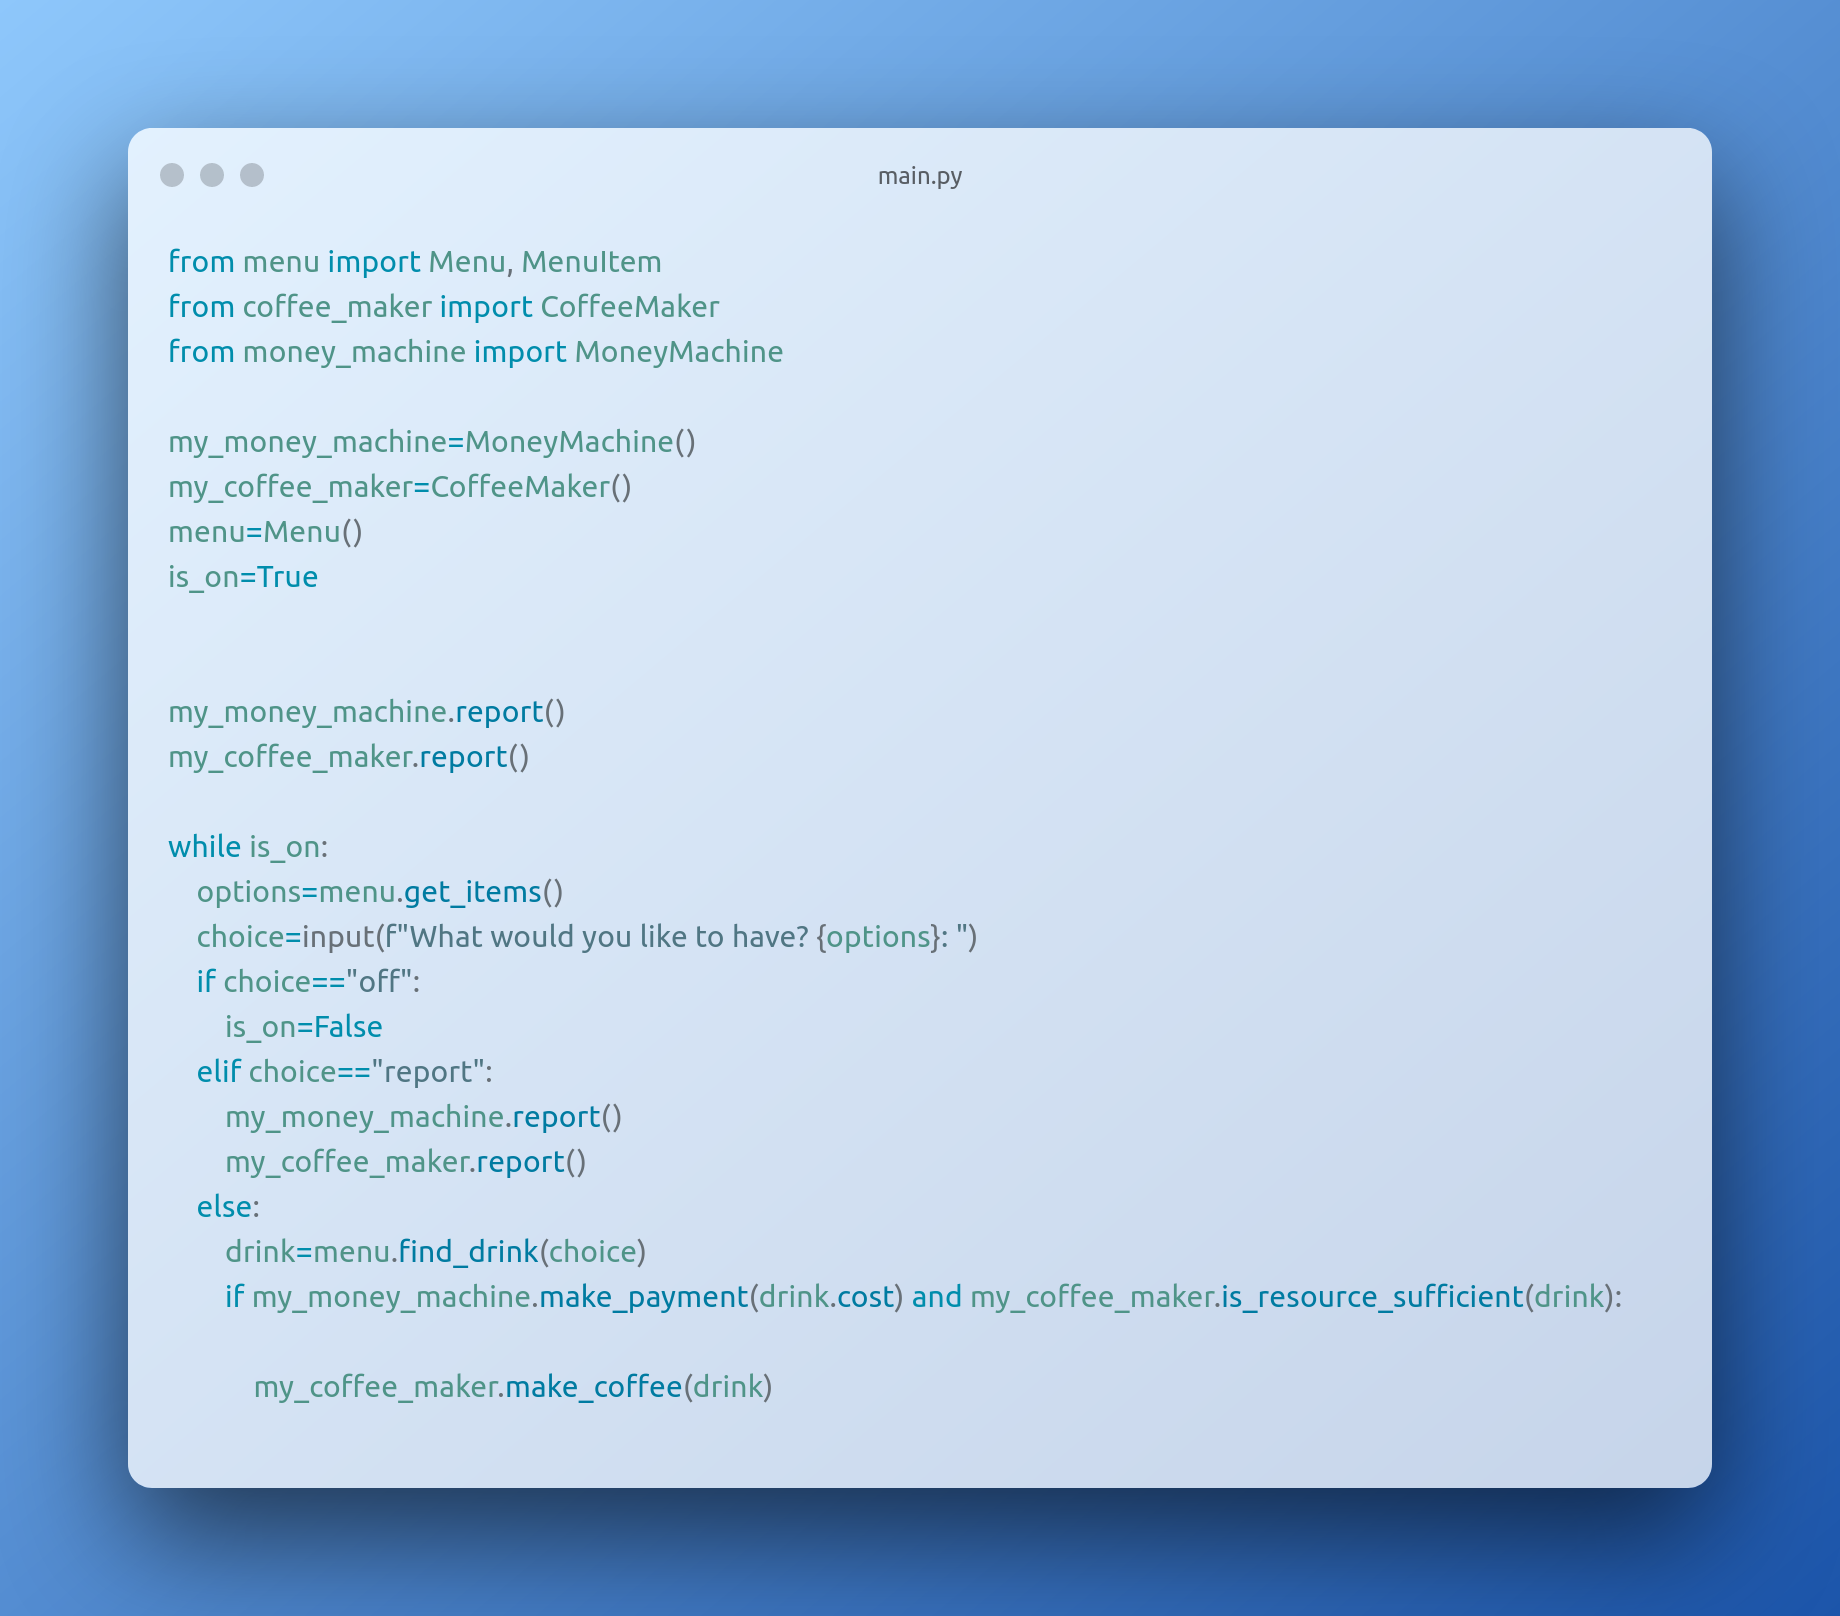 main.py
from menu import Menu, MenuItem
from coffee_maker import CoffeeMaker
from money_machine import MoneyMachine
my_money_machine=MoneyMachine()
my_coffee_maker=CoffeeMaker()
menu=Menu()
is_on=True
my_money_machine.report()
my_coffee_maker.report()
while is_on:
    options=menu.get_items()
    choice=input(f"What would you like to have? {options}: ")
    if choice=="off":
        is_on=False
    elif choice=="report":
        my_money_machine.report()
        my_coffee_maker.report()
    else:
        drink=menu.find_drink(choice)
        if my_money_machine.make_payment(drink.cost) and my_coffee_maker.is_resource_sufficient(drink):
            my_coffee_maker.make_coffee(drink)